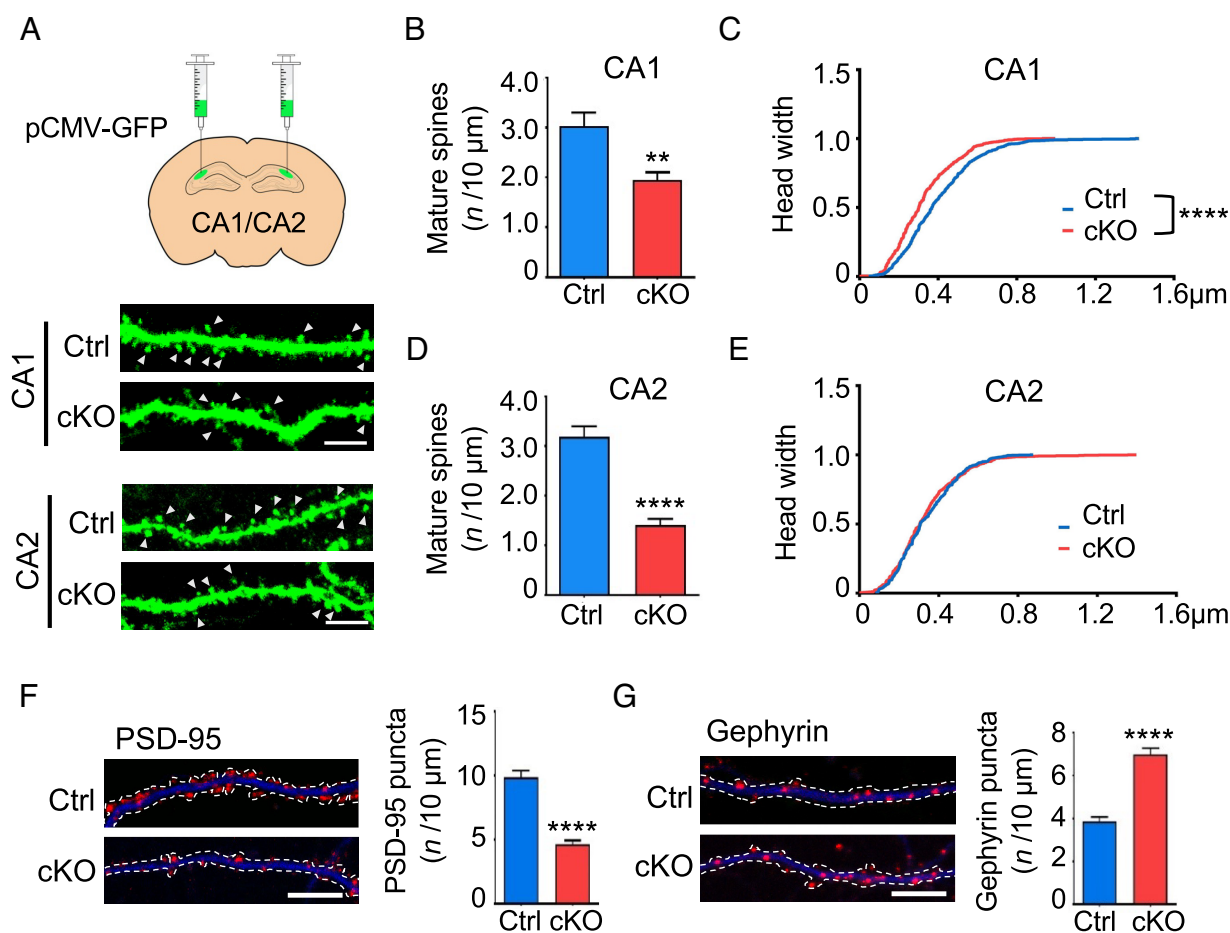 A
pCMV-GFP
CA1/CA2
CA1
Ctrl
cKO
CA2
Ctrl
cKO
B
CA1
Mature spines
(n /10 µm)
4.0
3.0
2.0
1.0
0
**
Ctrl
cKO
C
CA1
Head width
1.5
1.0
0.5
0
Ctrl
cKO
****
0
0.4
0.8
1.2
1.6µm
D
CA2
Mature spines
(n /10 µm)
4.0
3.0
2.0
1.0
0
****
Ctrl
cKO
E
CA2
Head width
1.5
1.0
0.5
0
Ctrl
cKO
0
0.4
0.8
1.2
1.6µm
F
PSD-95
Ctrl
cKO
PSD-95 puncta
(n /10 µm)
15
10
5
0
****
Ctrl
cKO
G
Gephyrin
Ctrl
cKO
Gephyrin puncta
(n /10 µm)
8
6
4
2
0
****
Ctrl
cKO